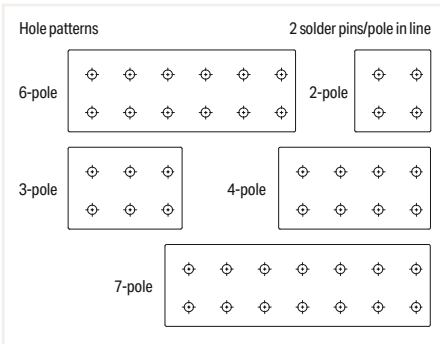 Hole patterns
2 solder pins/pole in line
6-pole
2-pole
3-pole
4-pole
7-pole